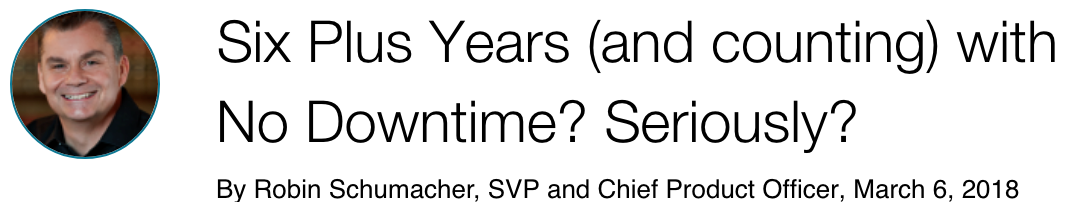 Six Plus Years (and counting) with
No Downtime? Seriously?
By Robin Schumacher, SVP and Chief Product Officer, March 6, 2018